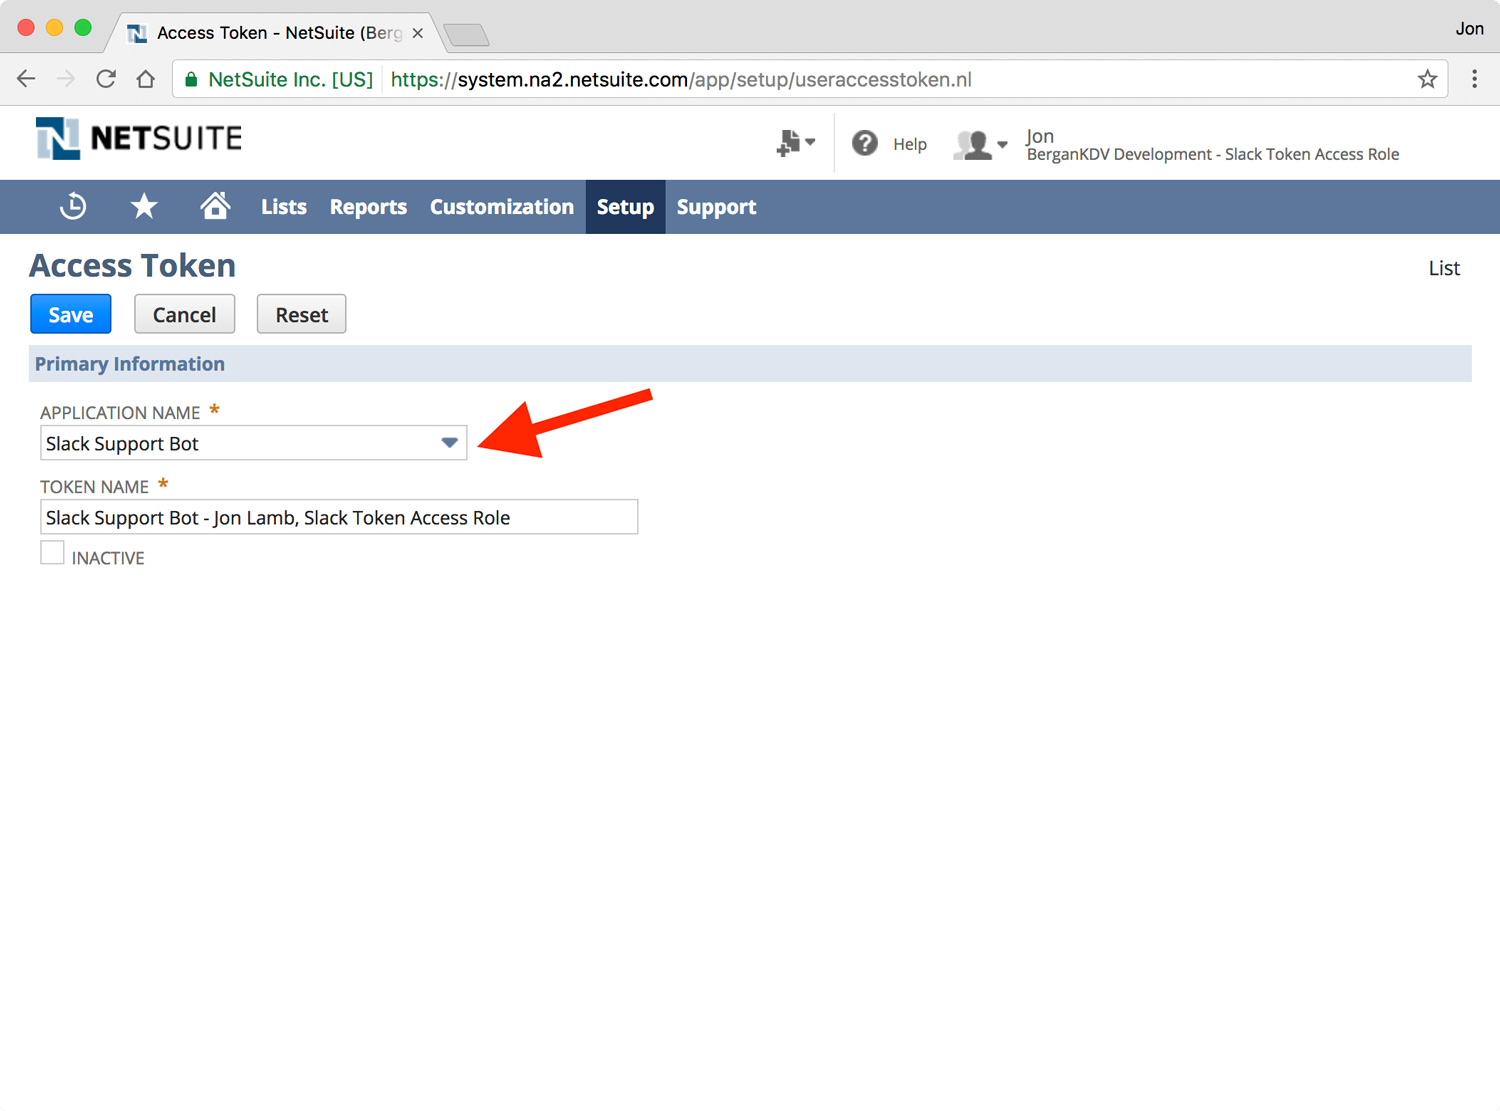 Access Token - NetSuite (Berg
Jon
NetSuite Inc. [US] https://system.na2.netsuite.com/app/setup/useraccesstoken.nl
NETSUITE
Help
Jon
BerganKDV Development - Slack Token Access Role
Lists Reports Customization Setup Support
Access Token
List
Save Cancel Reset
Primary Information
APPLICATION NAME *
Slack Support Bot
TOKEN NAME *
Slack Support Bot - Jon Lamb, Slack Token Access Role
INACTIVE